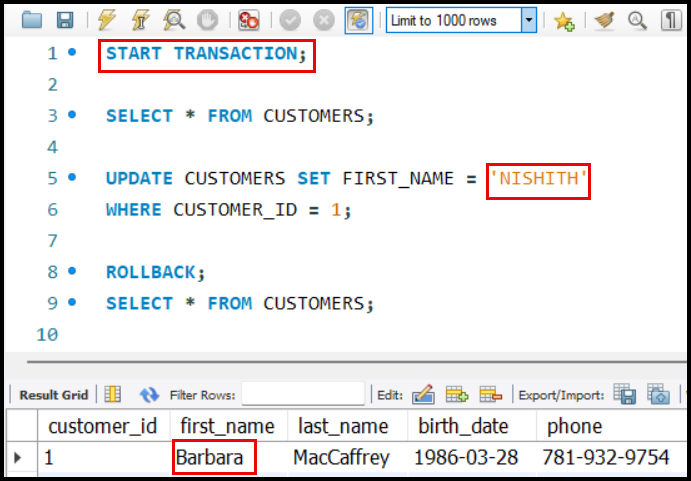 Limit to 1000 rows
1 START TRANSACTION;
2
3 SELECT * FROM CUSTOMERS;
4
5 UPDATE CUSTOMERS SET FIRST_NAME = 'NISHITH'
6 WHERE CUSTOMER_ID = 1;
7
8 ROLLBACK;
9 SELECT * FROM CUSTOMERS;
10
Result Grid Filter Rows: Edit: Export/Import:
customer_id first_name last_name birth_date phone
1 Barbara MacCaffrey 1986-03-28 781-932-9754